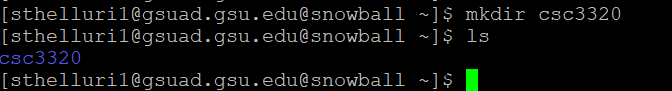 [sthelluri1@gsuad.gsu.edu@snowball ~]$ mkdir csc3320
[sthelluri1@gsuad.gsu.edu@snowball ~]$ ls
csc3320
[sthelluri1@gsuad.gsu.edu@snowball ~]$